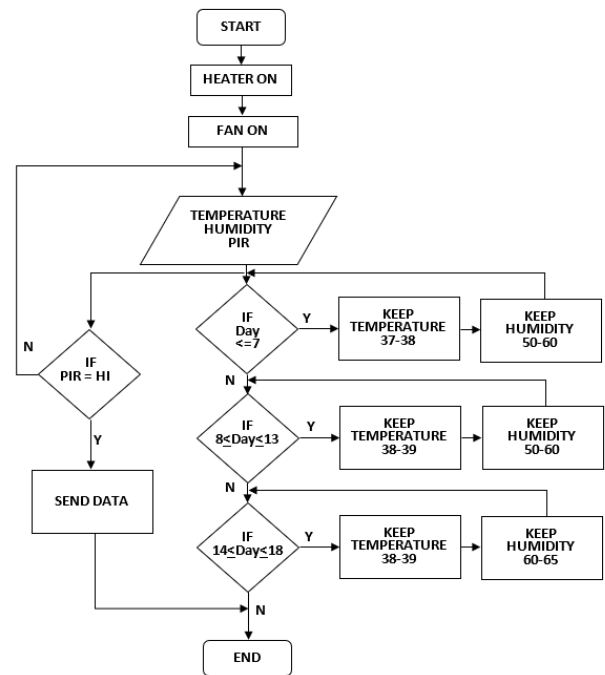 START
HEATER ON
FAN ON
TEMPERATURE
HUMIDITY
PIR
IF
Day
<=7
Y
KEEP
TEMPERATURE
37-38
KEEP
HUMIDITY
50-60
N
IF
PIR = HI
Y
SEND DATA
N
IF
8≤Day≤13
Y
KEEP
TEMPERATURE
38-39
KEEP
HUMIDITY
50-60
N
IF
14≤Day≤18
Y
KEEP
TEMPERATURE
38-39
KEEP
HUMIDITY
60-65
N
END